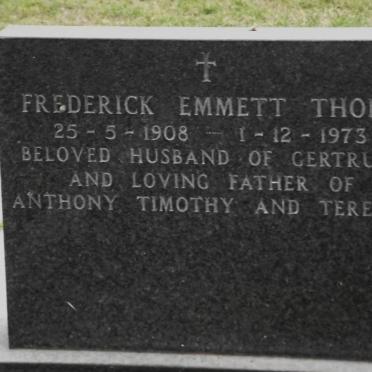 FREDERICK EMMETT
25 - 5 - 1908 - 1 - 12 - 1973
BELOVED HUSBAND OF
AND LOVING FATHER OF
ANTHONY TIMOTHY AND